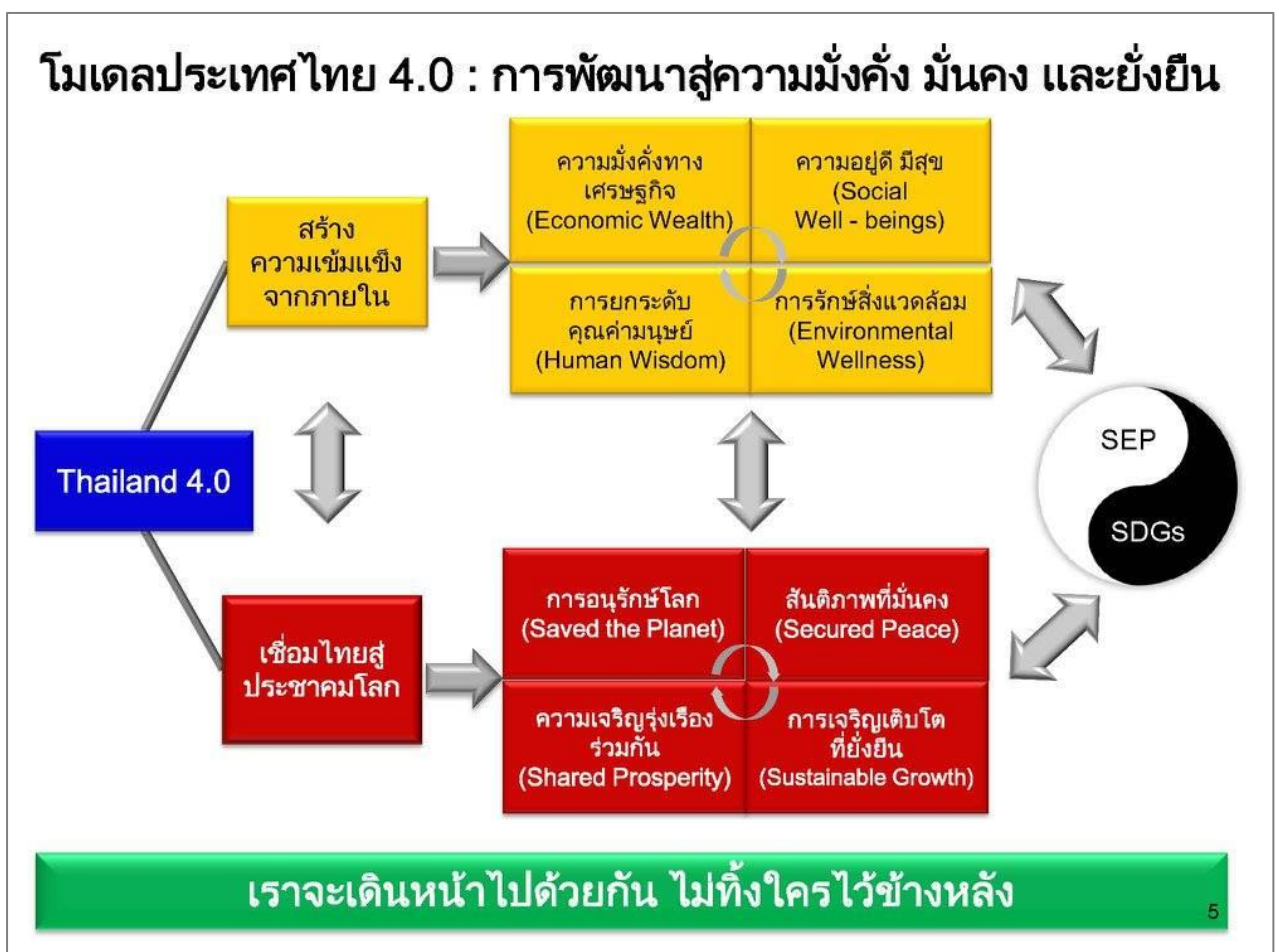 โมเดลประเทศไทย 4.0 : การพัฒนาสู่ความมั่งคั่ง มั่นคง และยั่งยืน
ความมั่งคั่งทาง
เศรษฐกิจ
(Economic Wealth)
ความอยู่ดี มีสุข
(Social
Well - beings)
สร้าง
ความเข้มแข็ง
จากภายใน
การยกระดับ
คุณค่ามนุษย์
(Human Wisdom)
การรักษ์สิ่งแวดล้อม
(Environmental
Wellness)
Thailand 4.0
SEP
SDGs
เชื่อมไทยสู่
ประชาคมโลก
การอนุรักษ์โลก
(Saved the Planet)
สันติภาพที่มั่นคง
(Secured Peace)
ความเจริญรุ่งเรือง
ร่วมกัน
(Shared Prosperity)
การเจริญเติบโต
ที่ยั่งยืน
(Sustainable Growth)
เราจะเดินหน้าไปด้วยกัน ไม่ทิ้งใครไว้ข้างหลัง
5